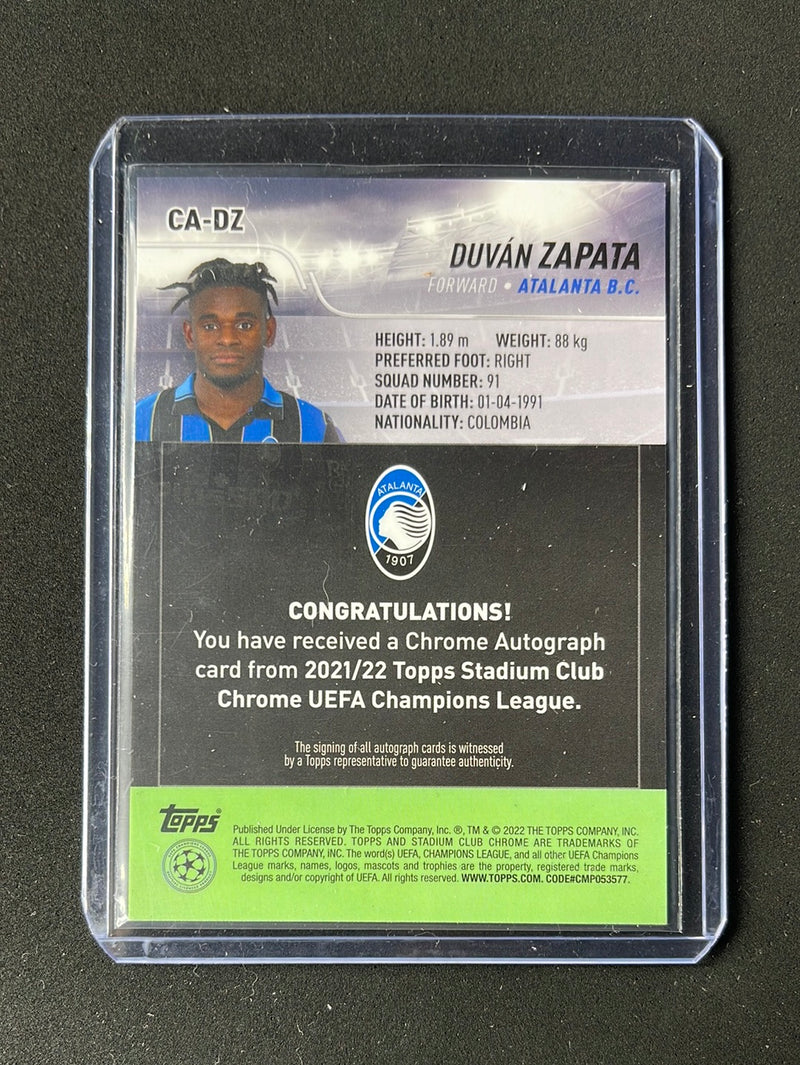 CA-DZ
DUVÁN ZAPATA
FORWARD • ATALANTA B.C.
HEIGHT: 1.89 m WEIGHT: 88 kg
PREFERRED FOOT: RIGHT
SQUAD NUMBER: 91
DATE OF BIRTH: 01-04-1991
NATIONALITY: COLOMBIA
ATALANTA
1907
CONGRATULATIONS!
You have received a Chrome Autograph
card from 2021/22 Topps Stadium Club
Chrome UEFA Champions League.
The signing of all autograph cards is witnessed
by a Topps representative to guarantee authenticity.
Topps®
Published Under License by The Topps Company, Inc. ®, TM & © 2022 THE TOPPS COMPANY, INC.
ALL RIGHTS RESERVED. TOPPS AND STADIUM CLUB CHROME ARE TRADEMARKS OF
THE TOPPS COMPANY, INC. The word(s) UEFA, CHAMPIONS LEAGUE, and all other UEFA Champions
League marks, names, logos, mascots and trophies are the property, registered trade marks,
designs and/or copyright of UEFA. All rights reserved. WWW.TOPPS.COM. CODE#CMP053577.